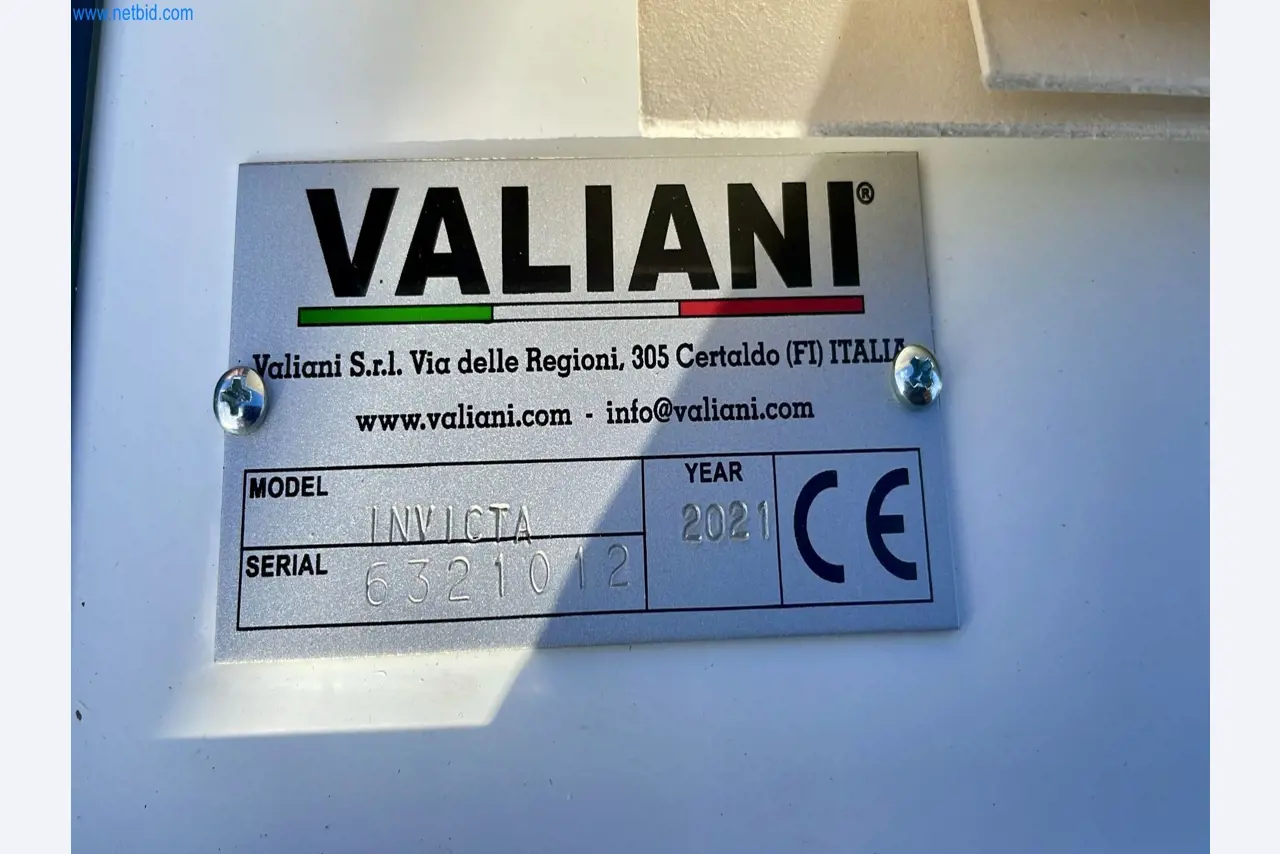 www.netbid.com
VALIANI®
Valiani S.r.l. Via delle Regioni, 305 Certaldo (FI) ITALIA
www.valiani.com - info@valiani.com
MODEL INVICTA
SERIAL 6321012
YEAR
2021
CE